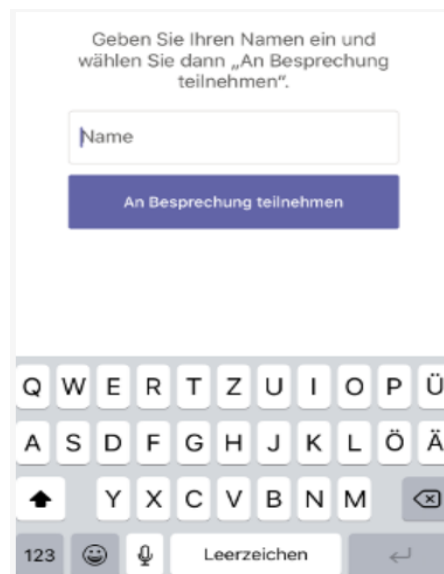 Geben Sie Ihren Namen ein und
wählen Sie dann „An Besprechung
teilnehmen“.
Name
An Besprechung teilnehmen
Q W E R T Z U I O P Ü
A S D F G H J K L Ö Ä
Y X C V B N M
123 Leerzeichen